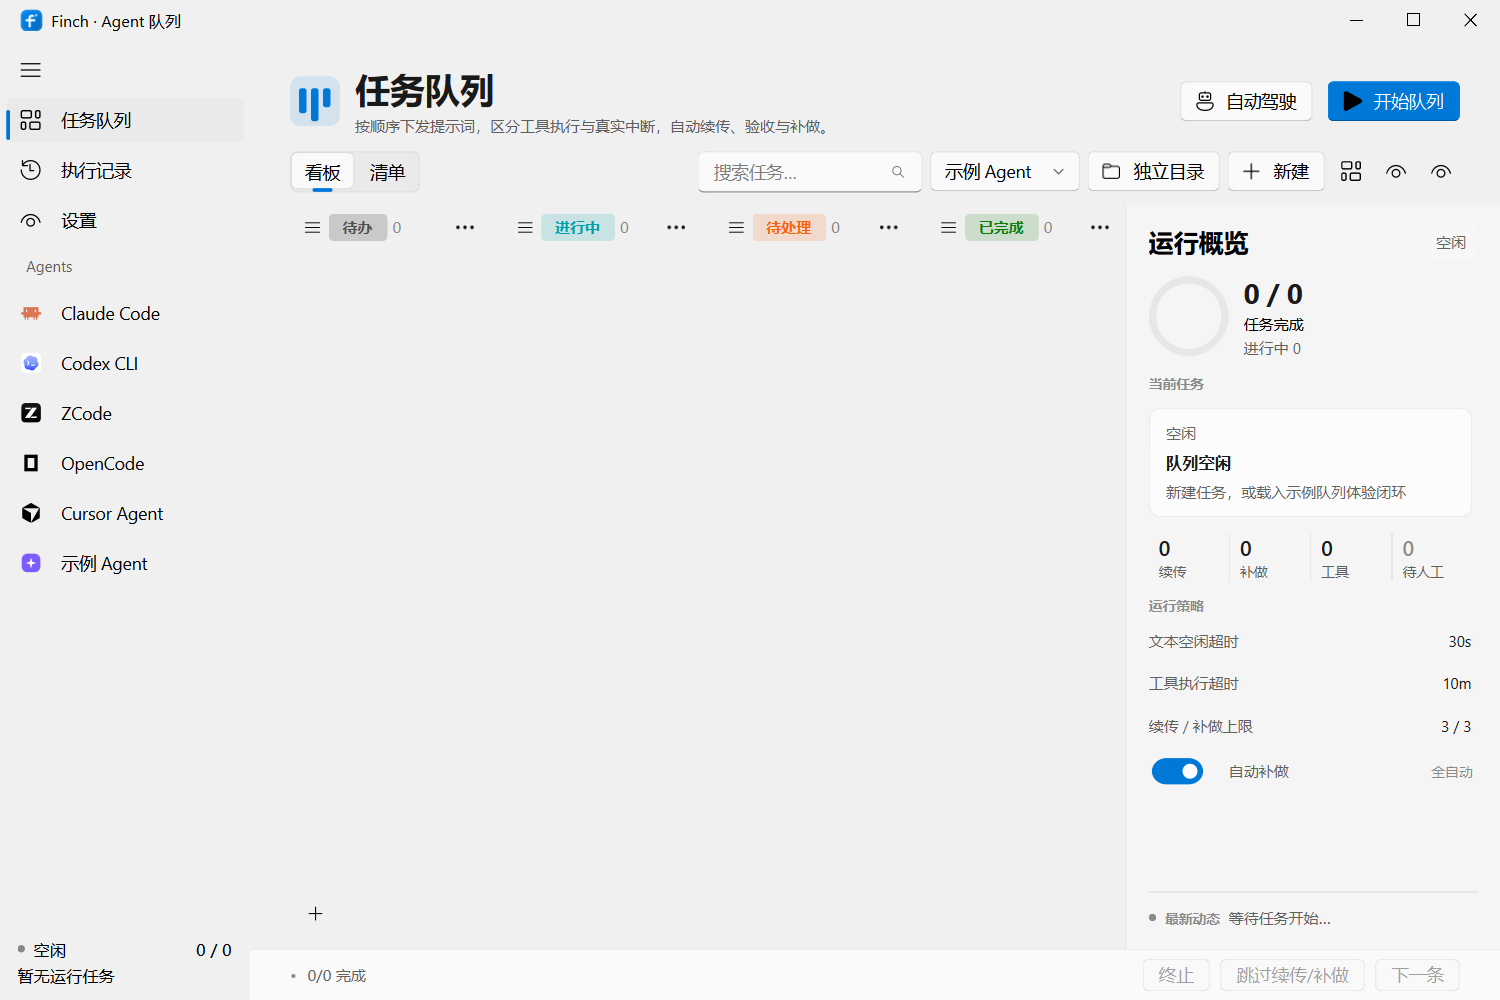 Finch · Agent 队列
任务队列
执行记录
设置
Agents
Claude Code
Codex CLI
ZCode
OpenCode
Cursor Agent
示例 Agent
空闲 0 / 0
暂无运行任务
任务队列
按顺序下发提示词，区分工具执行与真实中断，自动续传、验收与补做。
自动驾驶
开始队列
看板 清单
搜索任务...
示例 Agent
独立目录
新建
待办 0
进行中 0
待处理 0
已完成 0
运行概览 空闲
0 / 0
任务完成
进行中 0
当前任务
空闲
队列空闲
新建任务，或载入示例队列体验闭环
0 0 0 0
续传 补做 工具 待人工
运行策略
文本空闲超时 30s
工具执行超时 10m
续传 / 补做上限 3 / 3
自动补做 全自动
最新动态 等待任务开始...
0/0 完成
终止 跳过续传/补做 下一条